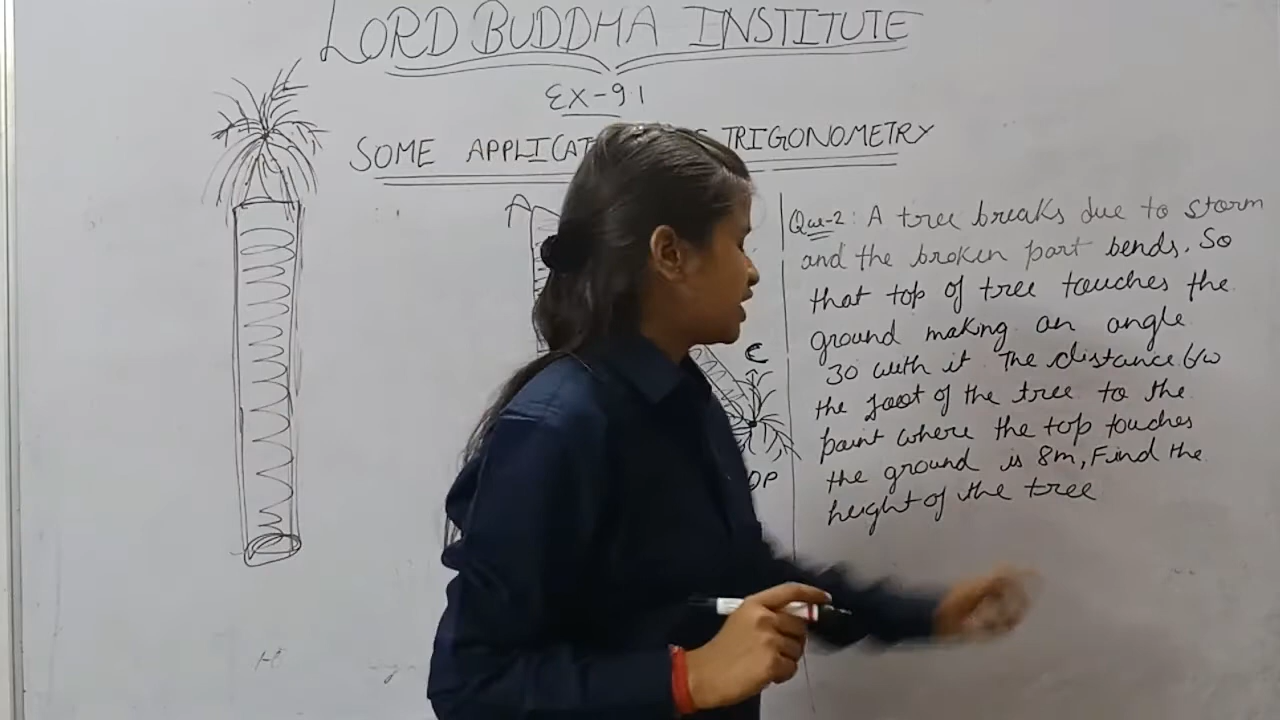 LORD BUDDHA INSTITUTE
EX-9.1
SOME APPLICAT TRIGONOMETRY
A
C
OP
Que-2: A tree breaks due to storm
and the broken part bends. So
that top of tree touches the
ground making an angle
30 with it. The distance b/w
the foot of the tree to the
point where the top touches
the ground is 8m, Find the
height of the tree